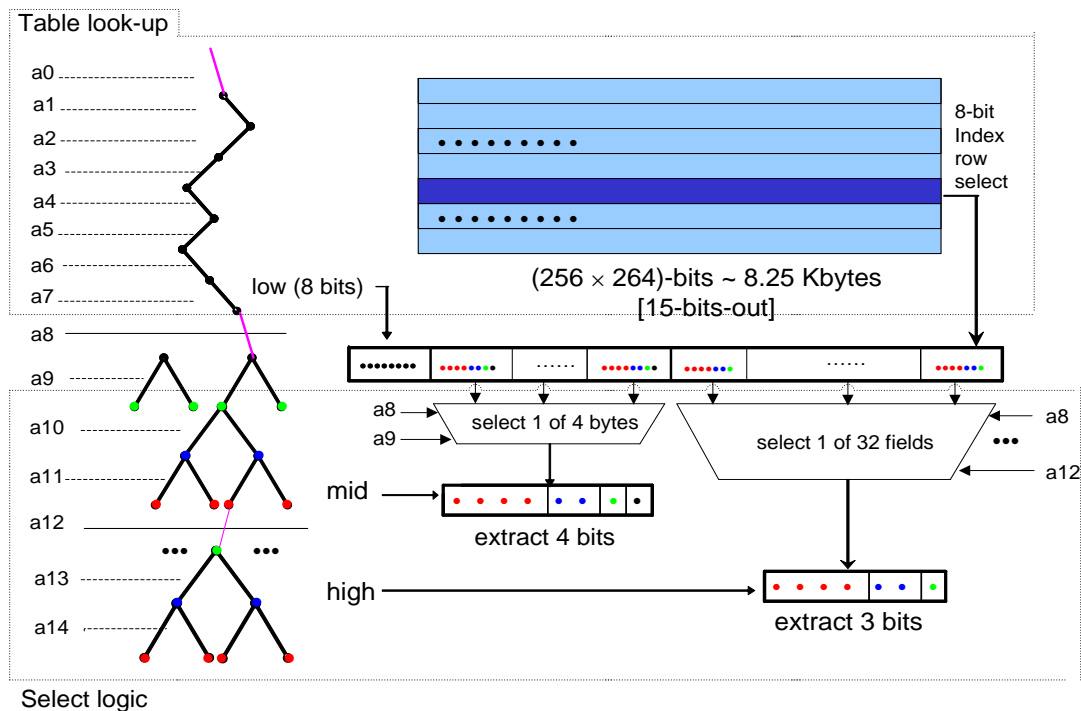 Table look-up
a0
a1
a2
a3
a4
a5
a6
a7
a8
a9
a10
a11
a12
a13
a14
8-bit
Index
row
select
(256 × 264)-bits ~ 8.25 Kbytes
[15-bits-out]
low (8 bits)
a8
a9
select 1 of 4 bytes
select 1 of 32 fields
a8
a12
mid
extract 4 bits
high
extract 3 bits
Select logic